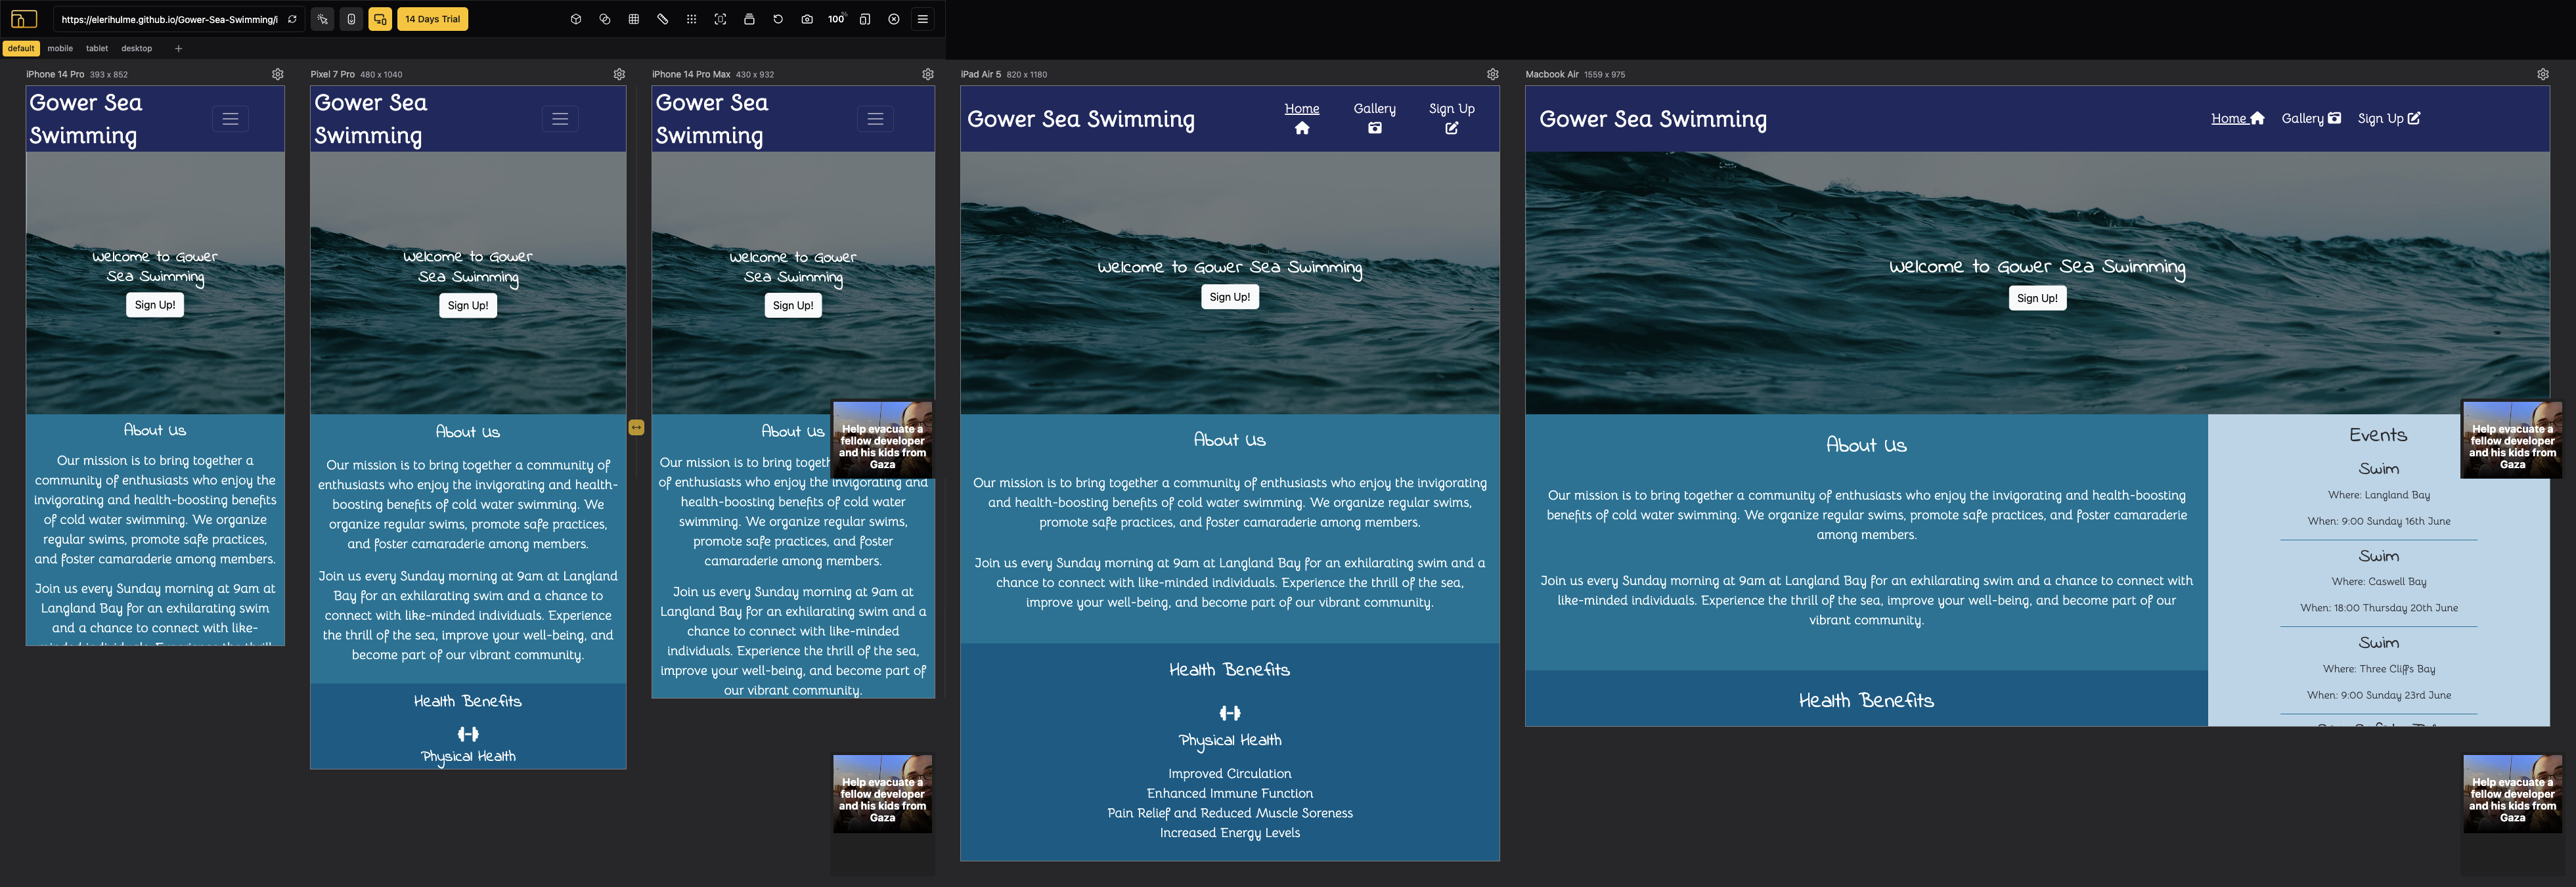 https://elerihulme.github.io/Gower-Sea-Swimming/i
14 Days Trial
100%
default
mobile
tablet
desktop
iPhone 14 Pro 393 x 852
Gower Sea
Swimming
Welcome to Gower
Sea Swimming
Sign Up!
About Us
Our mission is to bring together a
community of enthusiasts who enjoy the
invigorating and health-boosting benefits
of cold water swimming. We organize
regular swims, promote safe practices,
and foster camaraderie among members.
Join us every Sunday morning at 9am at
Langland Bay for an exhilarating swim
and a chance to connect with like-
minded individuals. Experience the thrill
Pixel 7 Pro 480 x 1040
Gower Sea
Swimming
Welcome to Gower
Sea Swimming
Sign Up!
About Us
Our mission is to bring together a community of
enthusiasts who enjoy the invigorating and health-
boosting benefits of cold water swimming. We
organize regular swims, promote safe practices,
and foster camaraderie among members.
Join us every Sunday morning at 9am at Langland
Bay for an exhilarating swim and a chance to
connect with like-minded individuals. Experience
the thrill of the sea, improve your well-being, and
become part of our vibrant community.
Health Benefits
Physical Health
iPhone 14 Pro Max 430 x 932
Gower Sea
Swimming
Welcome to Gower
Sea Swimming
Sign Up!
About Us
Our mission is to bring togeth
of enthusiasts who enjoy the invigorating and
health-boosting benefits of cold water
swimming. We organize regular swims,
promote safe practices, and foster
camaraderie among members.
Join us every Sunday morning at 9am at
Langland Bay for an exhilarating swim and a
chance to connect with like-minded
individuals. Experience the thrill of the sea,
improve your well-being, and become part of
our vibrant community.
Help evacuate a
fellow developer
and his kids from
Gaza
Help evacuate a
fellow developer
and his kids from
Gaza
iPad Air 5 820 x 1180
Gower Sea Swimming
Home
Gallery
Sign Up
Welcome to Gower Sea Swimming
Sign Up!
About Us
Our mission is to bring together a community of enthusiasts who enjoy the invigorating
and health-boosting benefits of cold water swimming. We organize regular swims,
promote safe practices, and foster camaraderie among members.
Join us every Sunday morning at 9am at Langland Bay for an exhilarating swim and a
chance to connect with like-minded individuals. Experience the thrill of the sea,
improve your well-being, and become part of our vibrant community.
Health Benefits
Physical Health
Improved Circulation
Enhanced Immune Function
Pain Relief and Reduced Muscle Soreness
Increased Energy Levels
Macbook Air 1559 x 975
Gower Sea Swimming
Home
Gallery
Sign Up
Welcome to Gower Sea Swimming
Sign Up!
About Us
Our mission is to bring together a community of enthusiasts who enjoy the invigorating and health-boosting
benefits of cold water swimming. We organize regular swims, promote safe practices, and foster camaraderie
among members.
Join us every Sunday morning at 9am at Langland Bay for an exhilarating swim and a chance to connect with
like-minded individuals. Experience the thrill of the sea, improve your well-being, and become part of our
vibrant community.
Health Benefits
Events
Swim
Where: Langland Bay
When: 9:00 Sunday 16th June
Swim
Where: Caswell Bay
When: 18:00 Thursday 20th June
Swim
Where: Three Cliffs Bay
When: 9:00 Sunday 23rd June
Help evacuate a
fellow developer
and his kids from
Gaza
Help evacuate a
fellow developer
and his kids from
Gaza